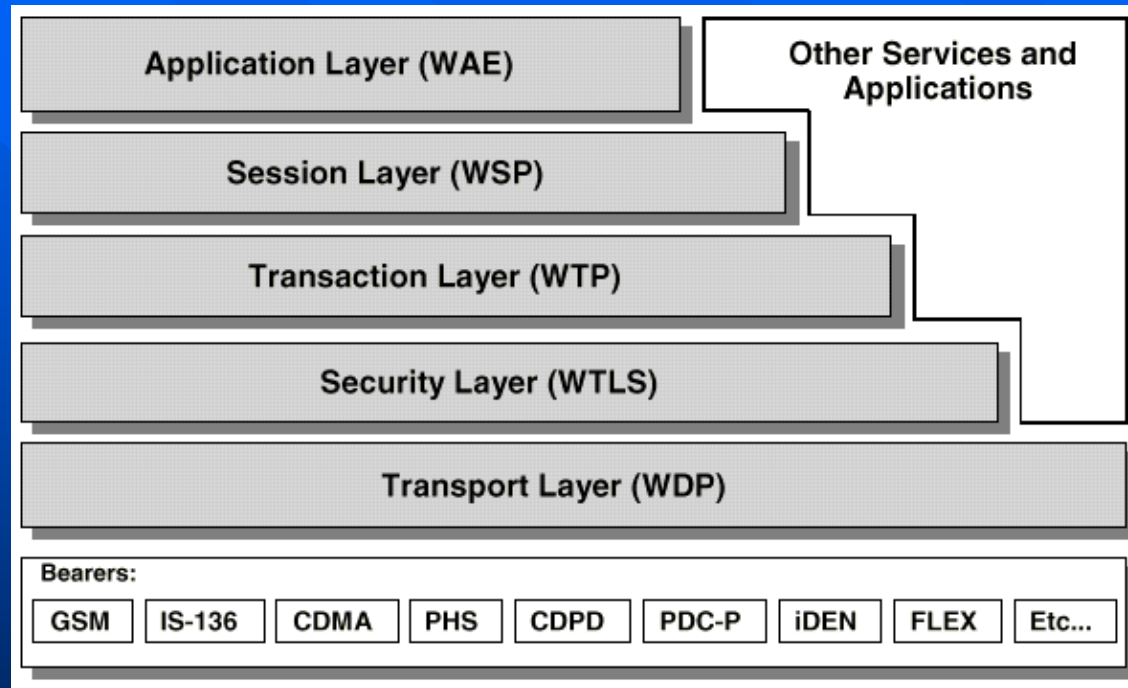 Application Layer (WAE)
Other Services and
Applications
Session Layer (WSP)
Transaction Layer (WTP)
Security Layer (WTLS)
Transport Layer (WDP)
Bearers:
GSM IS-136 CDMA PHS CDPD PDC-P iDEN FLEX Etc...